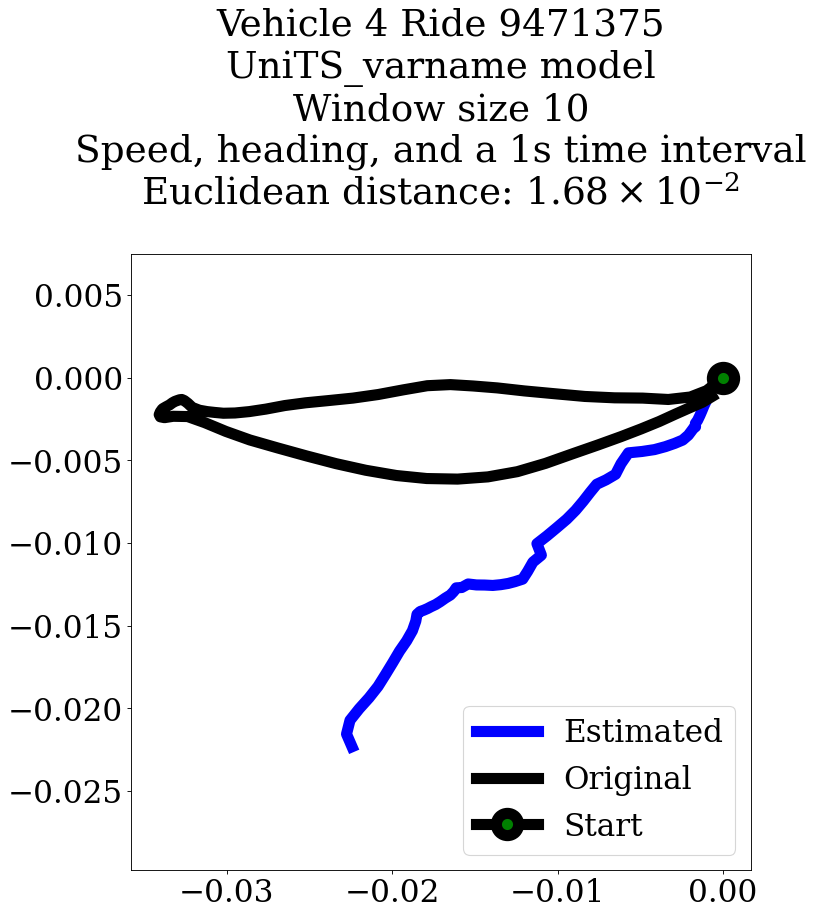 Vehicle 4 Ride 9471375
UniTS_varname model
Window size 10
Speed, heading, and a 1s time interval
Euclidean distance: 1.68 × 10⁻²
0.005
0.000
−0.005
−0.010
−0.015
−0.020
−0.025
Estimated
Original
Start
−0.03 −0.02 −0.01 0.00